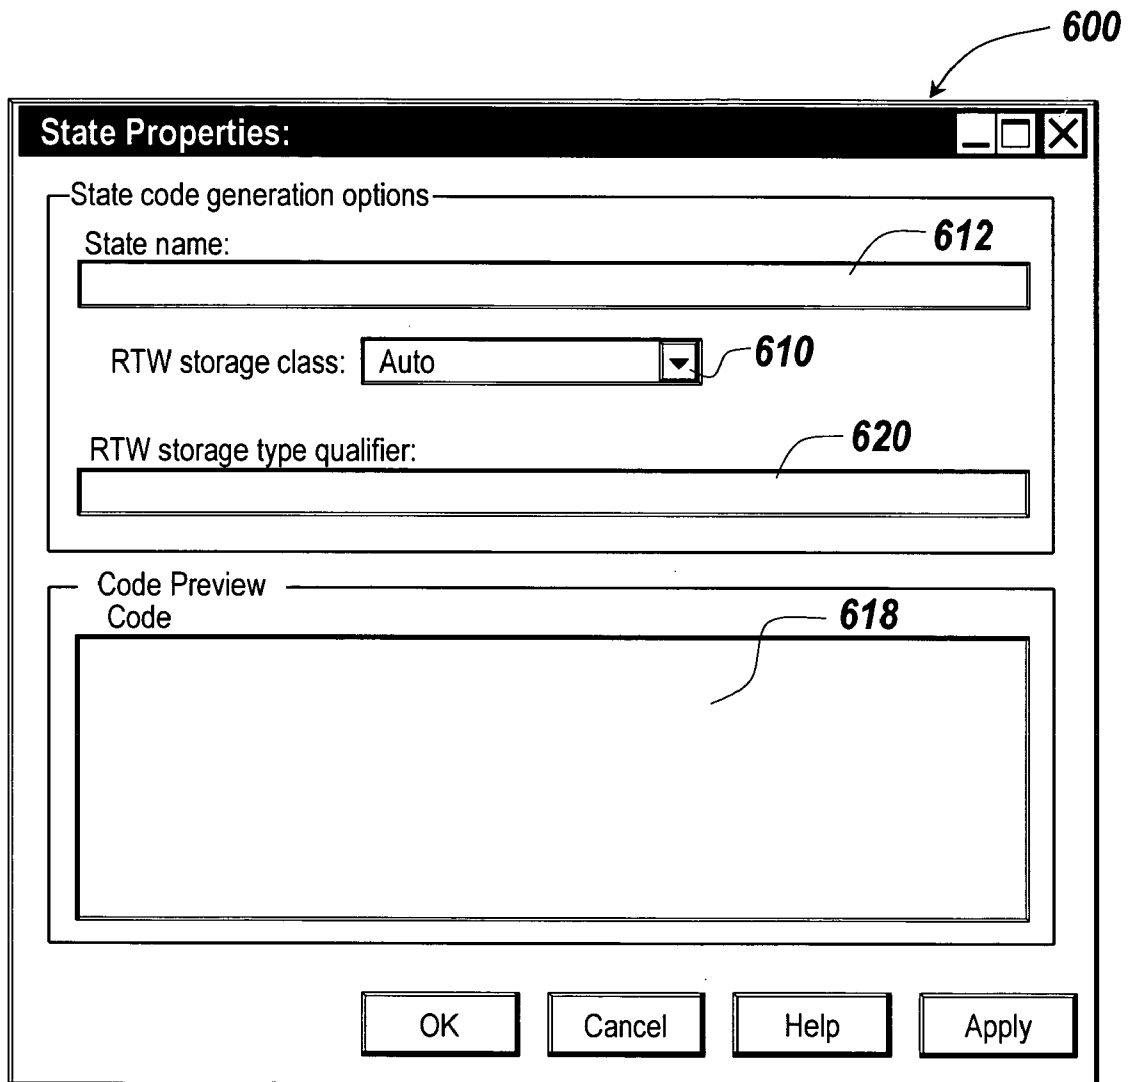 600
State Properties:
State code generation options
State name:
612
RTW storage class: Auto
610
RTW storage type qualifier:
620
Code Preview
Code
618
OK Cancel Help Apply